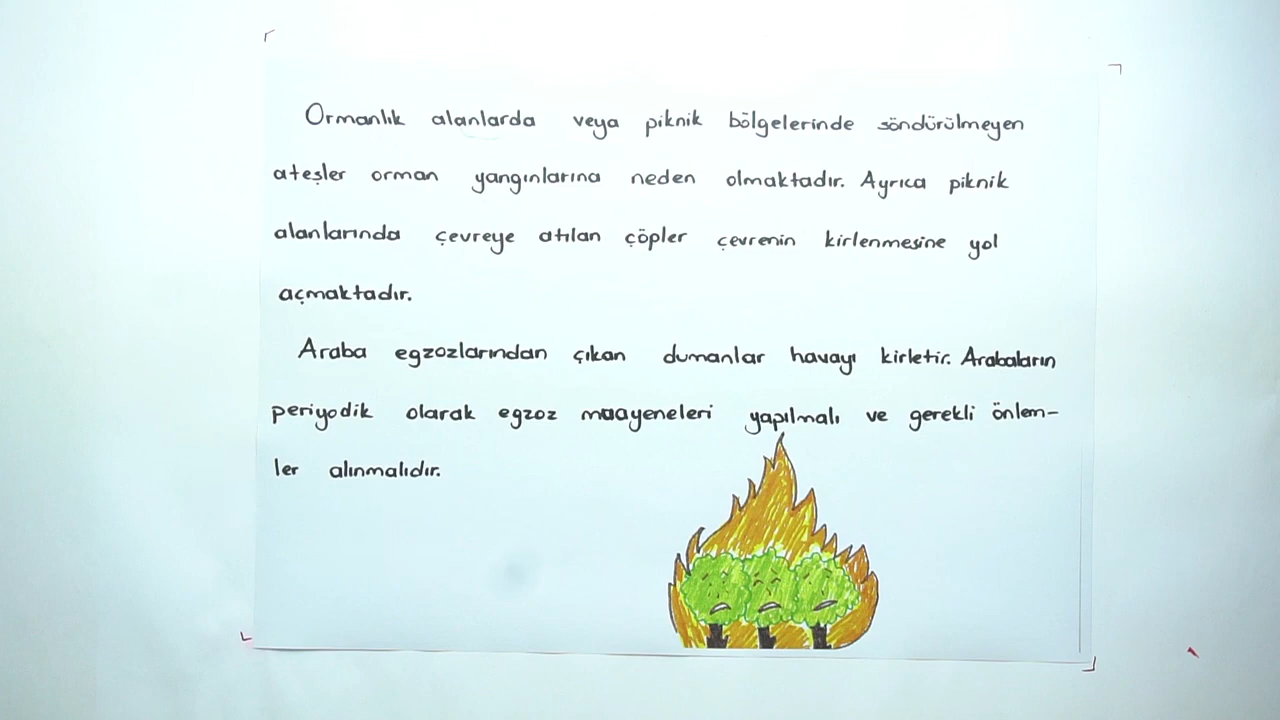 Ormanlık alanlarda veya piknik bölgelerinde söndürülmeyen
ateşler orman yangınlarına neden olmaktadır. Ayrıca piknik
alanlarında çevreye atılan çöpler çevrenin kirlenmesine yol
açmaktadır.
Araba egzozlarından çıkan dumanlar havayı kirletir. Arabaların
periyodik olarak egzoz muayeneleri yapılmalı ve gerekli önlem-
ler alınmalıdır.